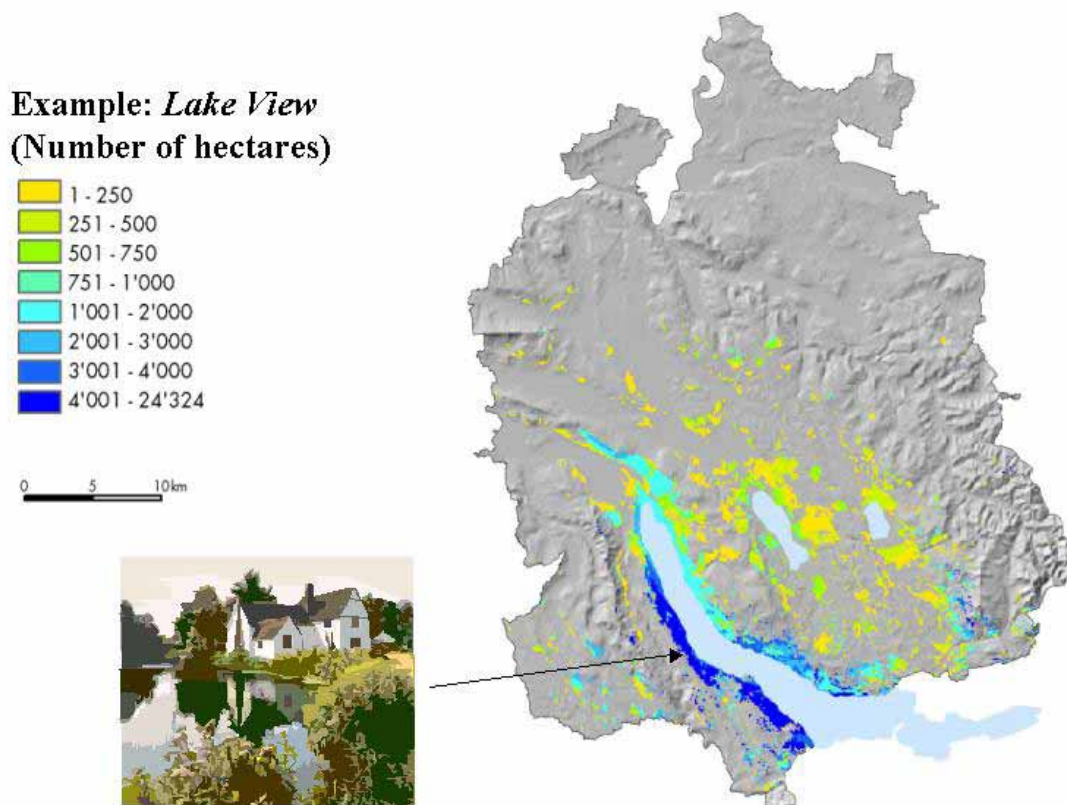 Example: Lake View
(Number of hectares)
1 - 250
251 - 500
501 - 750
751 - 1'000
1'001 - 2'000
2'001 - 3'000
3'001 - 4'000
4'001 - 24'324
0 5 10km